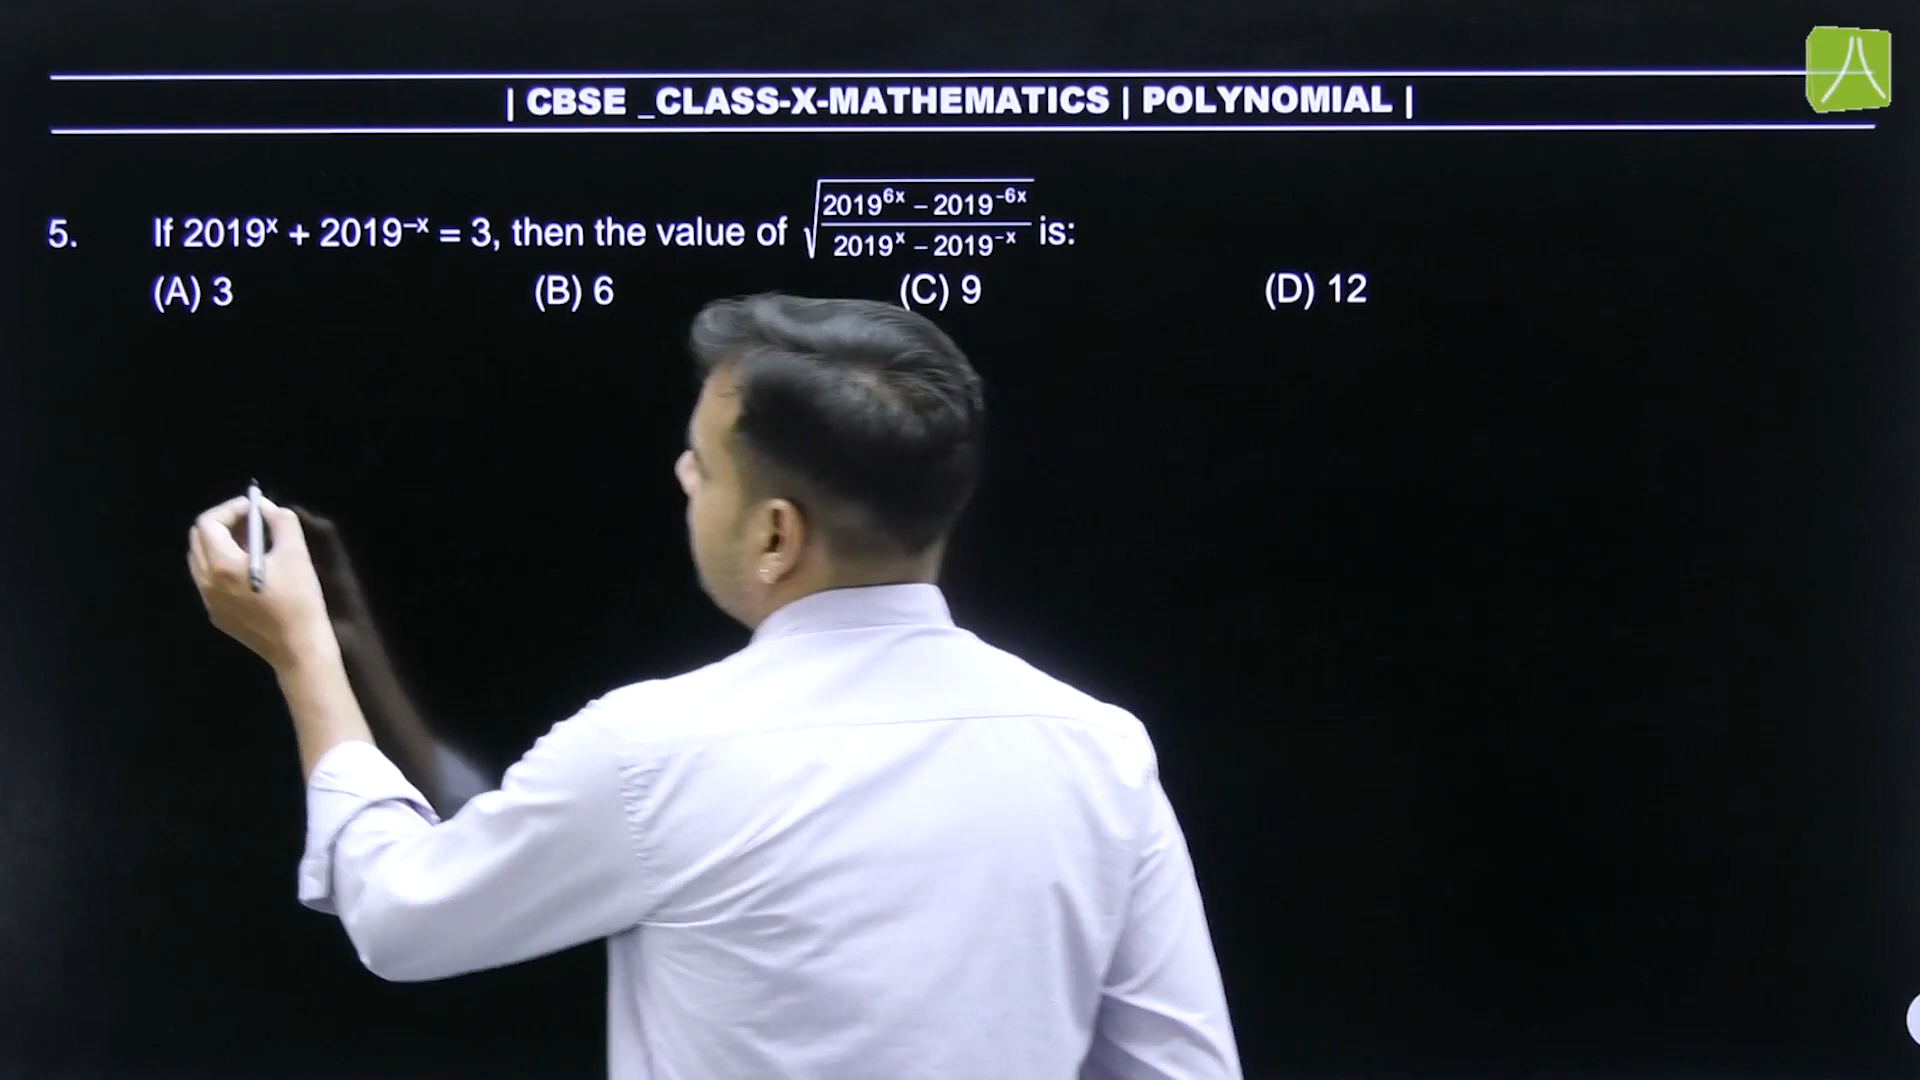 | CBSE _CLASS-X-MATHEMATICS | POLYNOMIAL |
5. If 2019ˣ + 2019⁻ˣ = 3, then the value of √((2019⁶ˣ – 2019⁻⁶ˣ)/(2019ˣ – 2019⁻ˣ)) is:
(A) 3 (B) 6 (C) 9 (D) 12